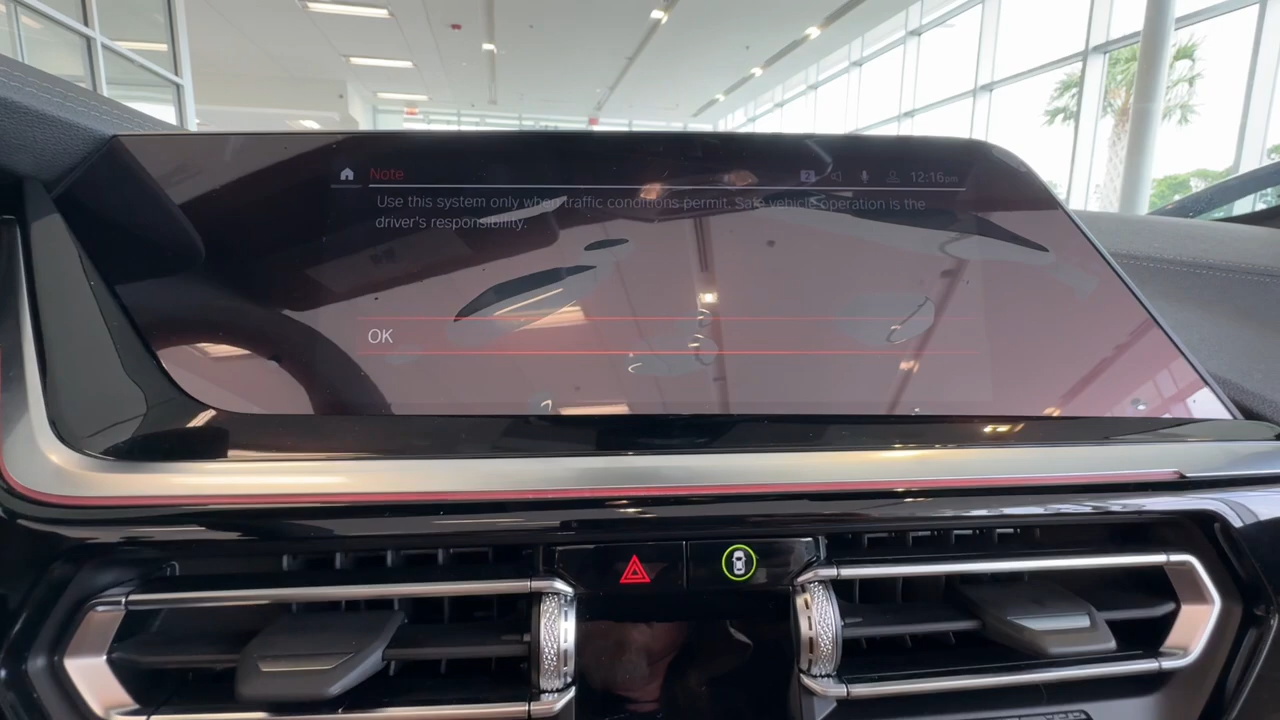 Note
2
12:16pm
Use this system only when traffic conditions permit. Safe vehicle operation is the
driver's responsibility.
OK